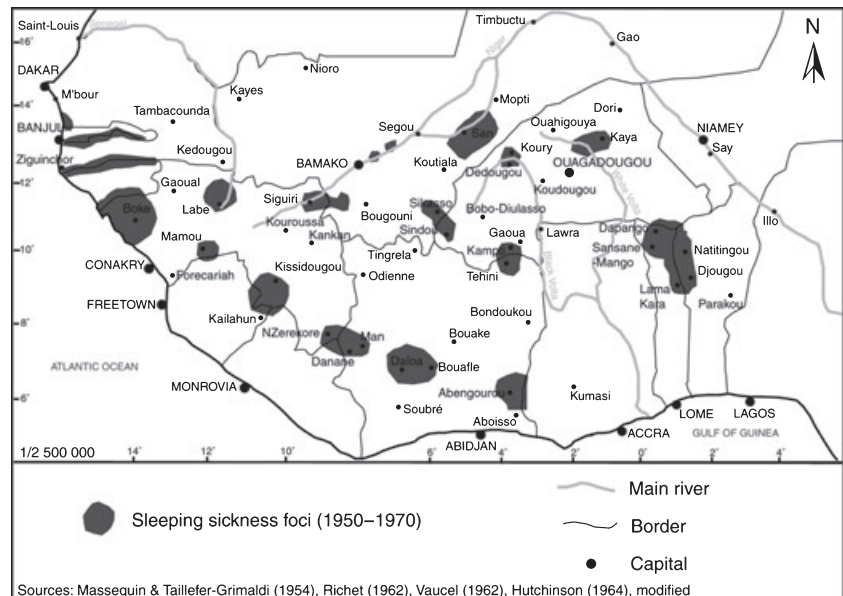 Saint-Louis
Senegal
Timbuctu
N
16°
Gao
Niger
DAKAR
Nioro
M'bour
Kayes
14°
Mopti
Dori
Tambacounda
Ouahigouya
NIAMEY
BANJUL
Segou
San
Kaya
Say
Koury
Ziguinchor
Kedougou
BAMAKO
Koutiala
OUAGADOUGOU
Dedougou
12°
Gaoual
Koudougou
White Volta
Labe
Siguiri
Sikasso
Boke
Bougouni
Bobo-Diulasso
Illo
Kouroussa
Sindou
Lawra
Dapango
Mamou
Kankan
Gaoua
Sansane
-Mango
Natitingou
10°
Tingrela
Kampti
CONAKRY
Forecariah
Kissidougou
Odienne
Tehini
Black Volta
Djougou
Lama
Kara
Parakou
FREETOWN
Kailahun
Bondoukou
8°
NZerekore
Man
Bouake
Danane
Daloa
Bouafle
ATLANTIC OCEAN
MONROVIA
Abengourou
Kumasi
6°
Soubré
Aboisso
LOME
LAGOS
ACCRA
GULF OF GUINEA
ABIDJAN
1/2 500 000
14° 12° 10° 6° 4° 2° 0° 2° 4°
Main river
Sleeping sickness foci (1950–1970)
Border
Capital
Sources: Massequin & Taillefer-Grimaldi (1954), Richet (1962), Vaucel (1962), Hutchinson (1964), modified